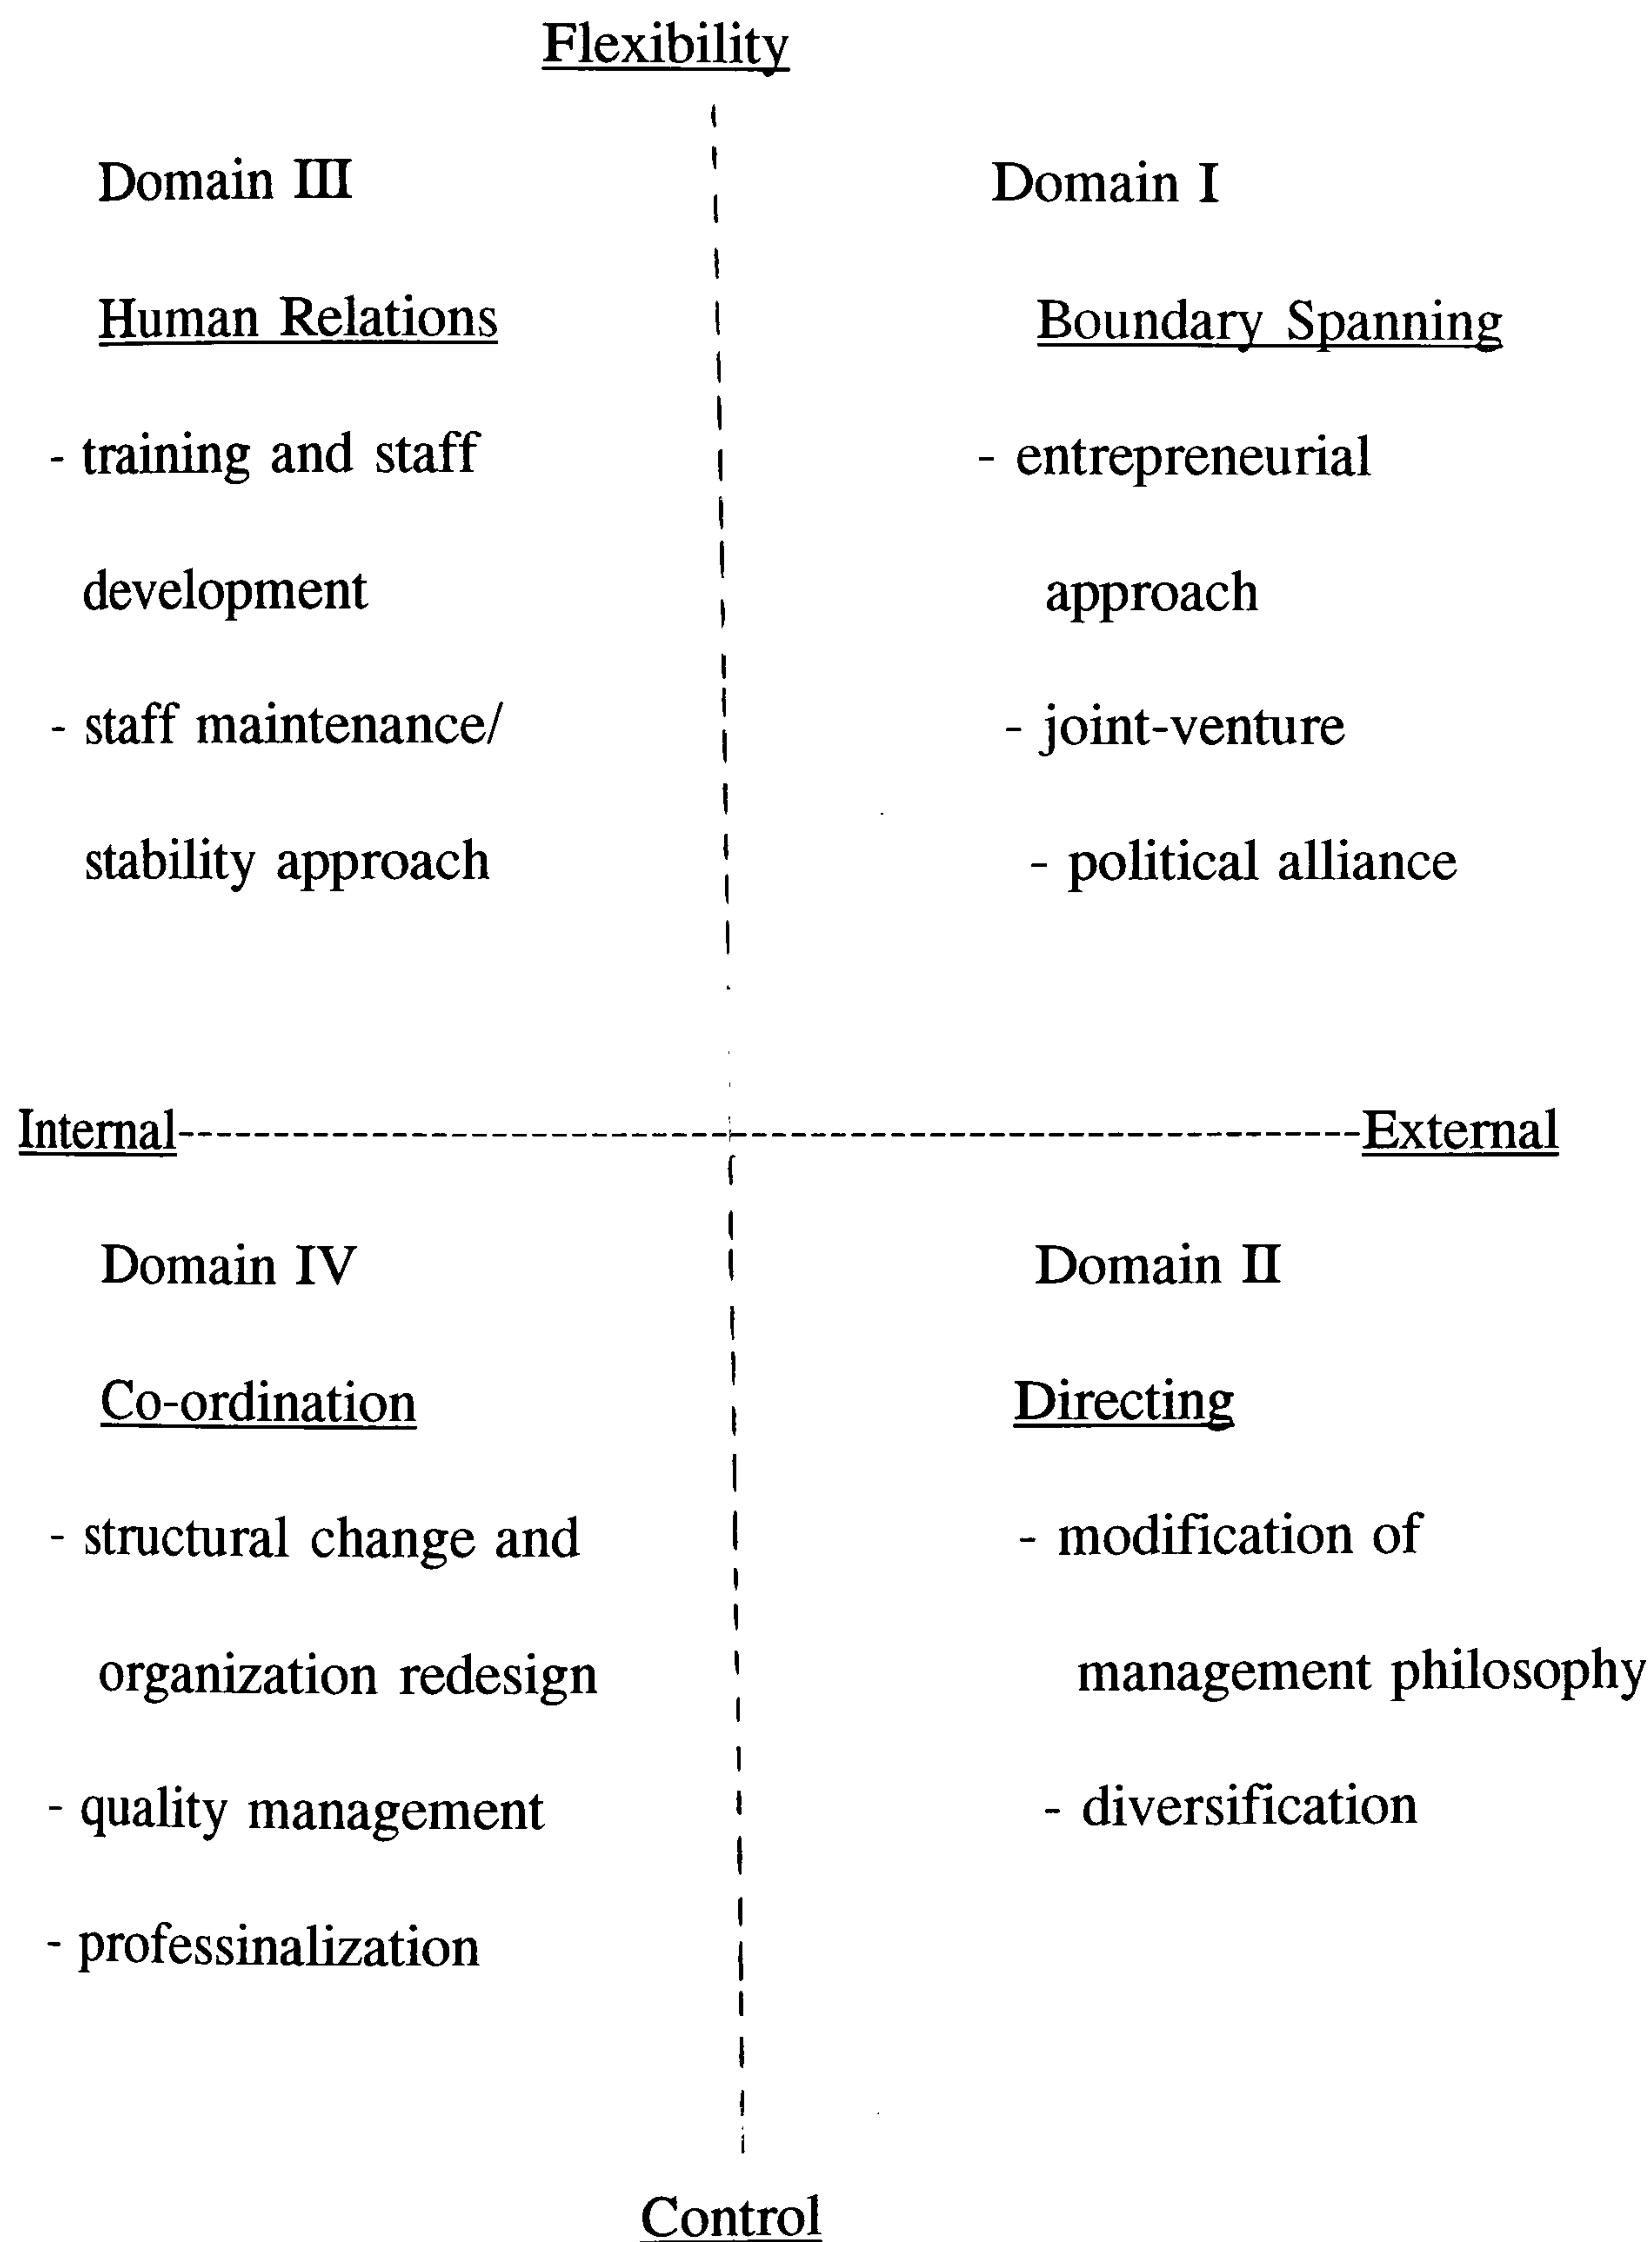 Flexibility
Domain III
Human Relations
- training and staff
development
- staff maintenance/
stability approach
Domain I
Boundary Spanning
- entrepreneurial
approach
- joint-venture
- political alliance
Internal
External
Domain IV
Co-ordination
- structural change and
organization redesign
- quality management
- professinalization
Domain II
Directing
- modification of
management philosophy
- diversification
Control